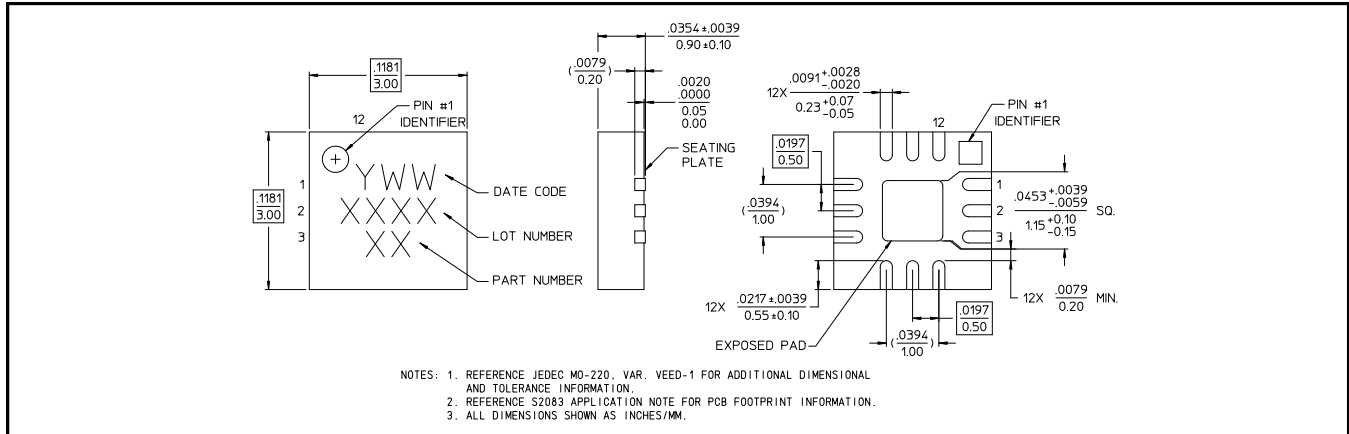 .1181
3.00
12
PIN #1
IDENTIFIER
.1181
3.00
1
2
3
YWW
XXXX
XX
DATE CODE
LOT NUMBER
PART NUMBER
.0354±.0039
0.90±0.10
(.0079)
0.20
.0020
.0000
0.05
0.00
SEATING
PLATE
12X .0091 +.0028
-.0020
0.23 +0.07
-0.05
12
PIN #1
IDENTIFIER
.0197
0.50
(.0394)
1.00
1
2
3
.0453 +.0039
-.0059 SQ.
1.15 +0.10
-0.15
12X .0217±.0039
0.55±0.10
EXPOSED PAD
(.0394)
1.00
.0197
0.50
12X .0079 MIN.
0.20
NOTES: 1. REFERENCE JEDEC MO-220, VAR. VEED-1 FOR ADDITIONAL DIMENSIONAL
AND TOLERANCE INFORMATION.
2. REFERENCE S2083 APPLICATION NOTE FOR PCB FOOTPRINT INFORMATION.
3. ALL DIMENSIONS SHOWN AS INCHES/MM.